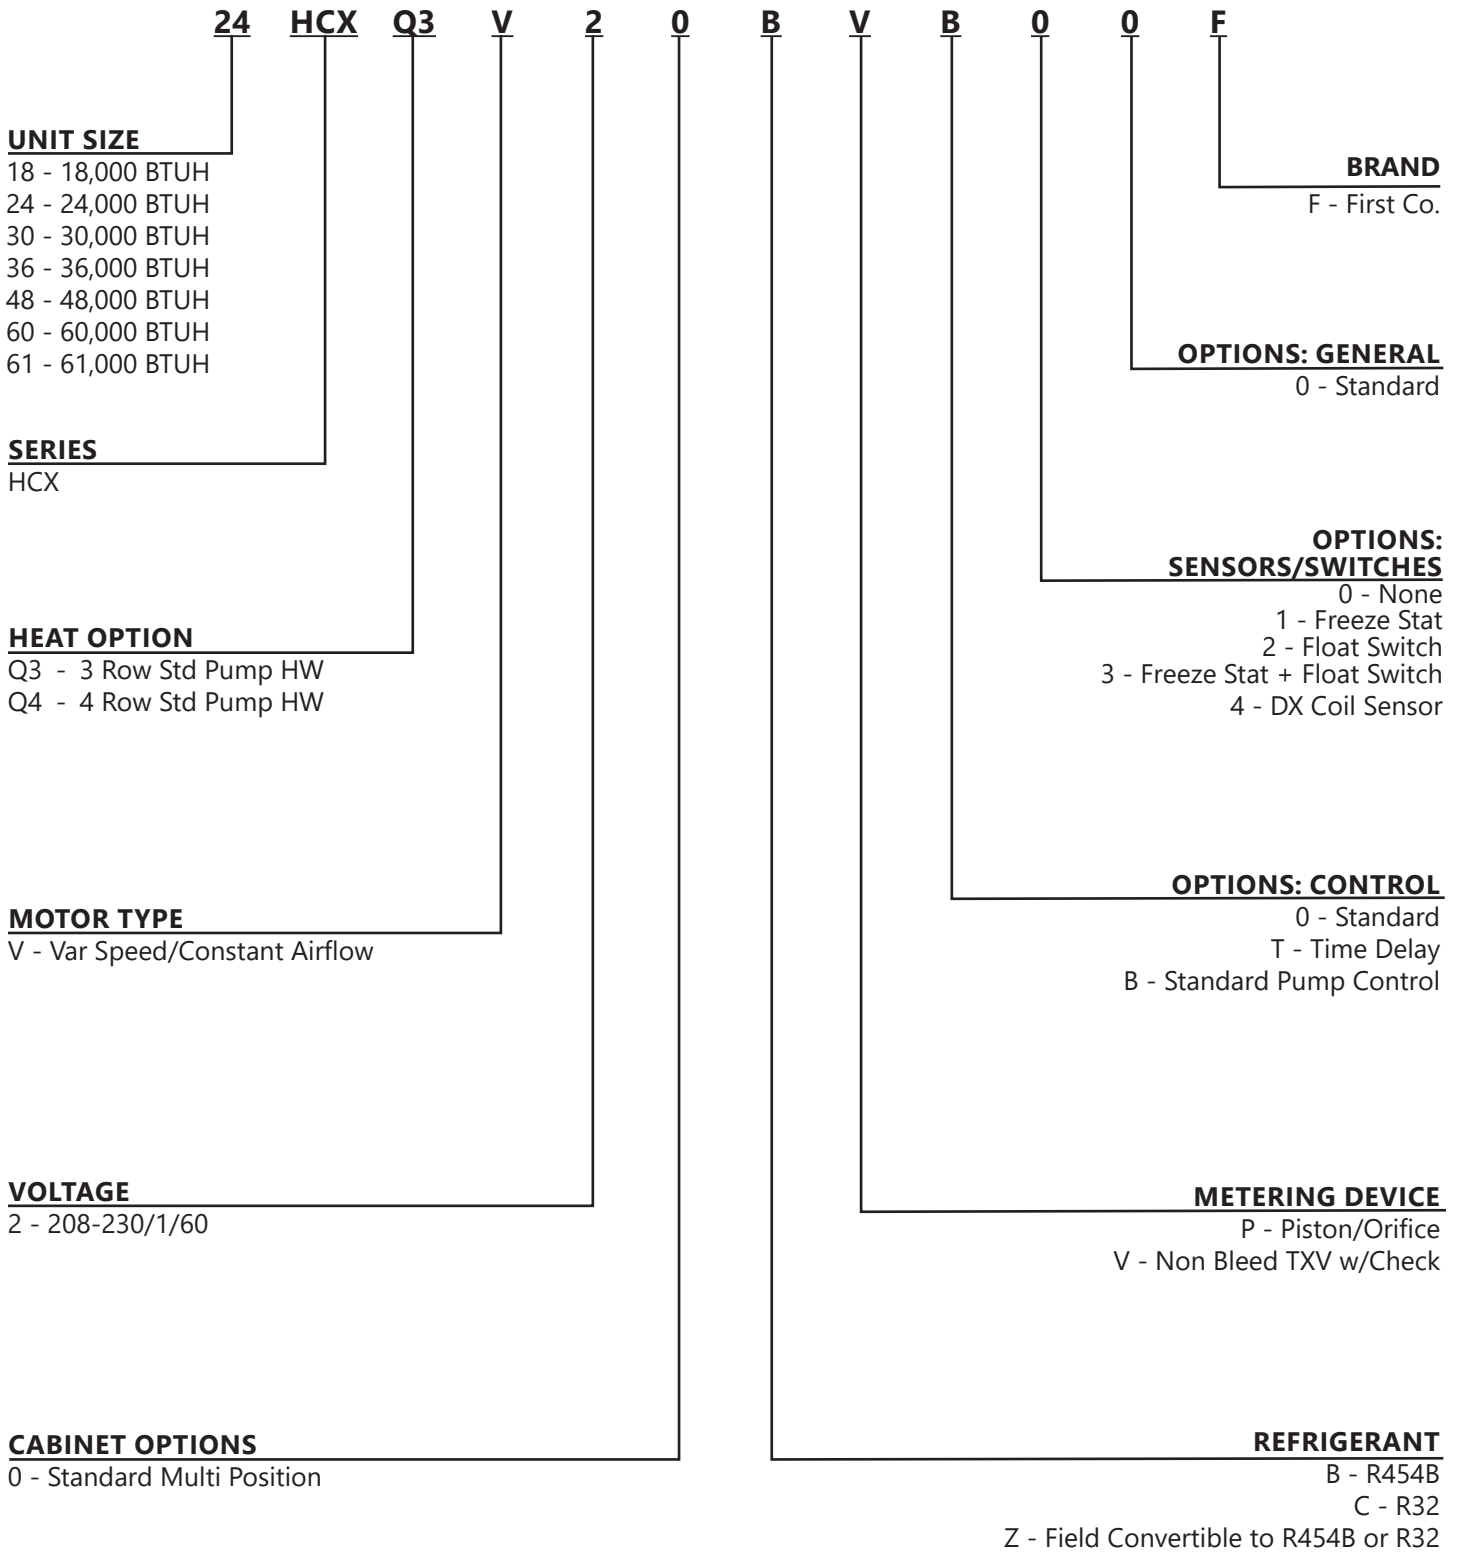 24 HCX Q3 V 2 0 B V B 0 0 F
UNIT SIZE
18 - 18,000 BTUH
24 - 24,000 BTUH
30 - 30,000 BTUH
36 - 36,000 BTUH
48 - 48,000 BTUH
60 - 60,000 BTUH
61 - 61,000 BTUH
SERIES
HCX
HEAT OPTION
Q3 - 3 Row Std Pump HW
Q4 - 4 Row Std Pump HW
MOTOR TYPE
V - Var Speed/Constant Airflow
VOLTAGE
2 - 208-230/1/60
CABINET OPTIONS
0 - Standard Multi Position
BRAND
F - First Co.
OPTIONS: GENERAL
0 - Standard
OPTIONS:
SENSORS/SWITCHES
0 - None
1 - Freeze Stat
2 - Float Switch
3 - Freeze Stat + Float Switch
4 - DX Coil Sensor
OPTIONS: CONTROL
0 - Standard
T - Time Delay
B - Standard Pump Control
METERING DEVICE
P - Piston/Orifice
V - Non Bleed TXV w/Check
REFRIGERANT
B - R454B
C - R32
Z - Field Convertible to R454B or R32